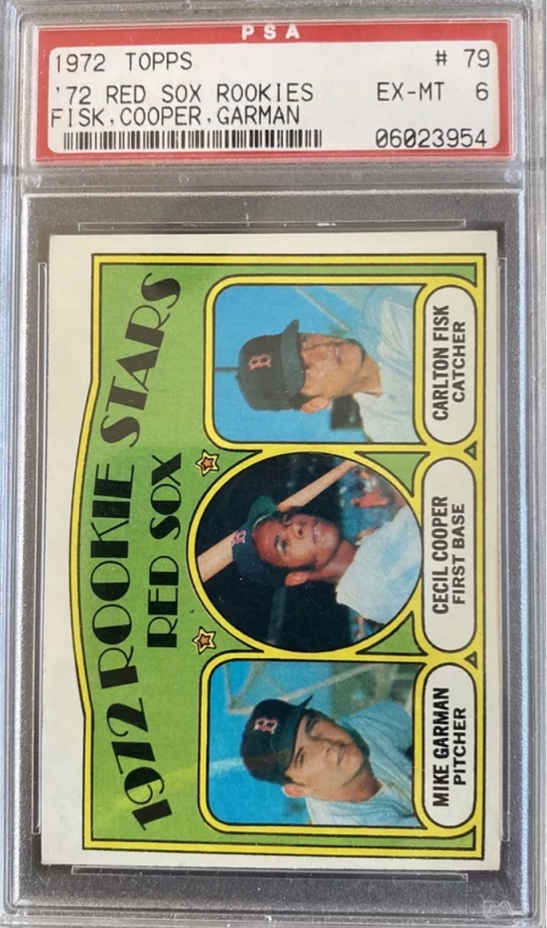 PSA
1972 TOPPS # 79
'72 RED SOX ROOKIES EX-MT 6
FISK,COOPER,GARMAN
06023954
1972 ROOKIE STARS
RED SOX
MIKE GARMAN
PITCHER
CECIL COOPER
FIRST BASE
CARLTON FISK
CATCHER
B
B
B